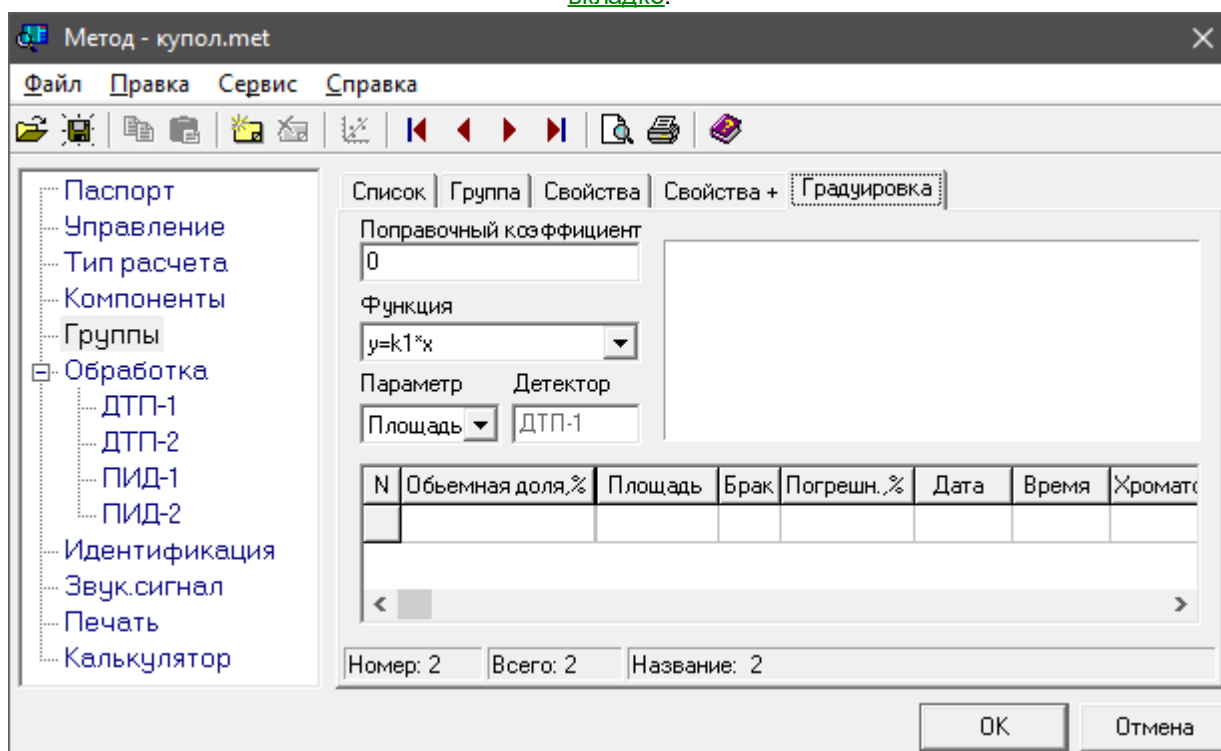 вкладке.
Метод - купол.met
Файл Правка Сервис Справка
Паспорт
Управление
Тип расчета
Компоненты
Группы
Обработка
ДТП-1
ДТП-2
ПИД-1
ПИД-2
Идентификация
Звук.сигнал
Печать
Калькулятор
Список Группа Свойства Свойства + Градуировка
Поправочный коэффициент
0
Функция
y=k1*x
Параметр Детектор
Площадь ДТП-1
N Обьемная доля,% Площадь Брак Погрешн.,% Дата Время Хромато
Номер: 2 Всего: 2 Название: 2
OK Отмена